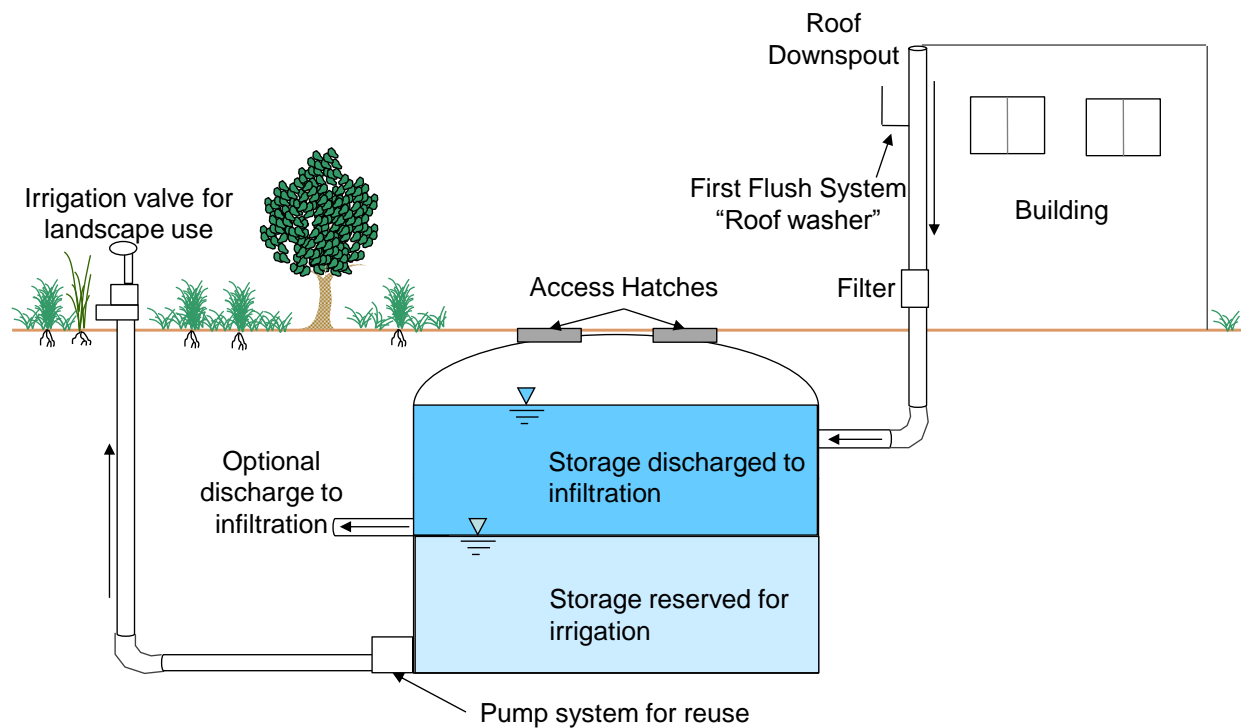 Roof
Downspout
First Flush System
“Roof washer”
Building
Irrigation valve for
landscape use
Access Hatches
Filter
Optional
discharge to
infiltration
Storage discharged to
infiltration
Storage reserved for
irrigation
Pump system for reuse